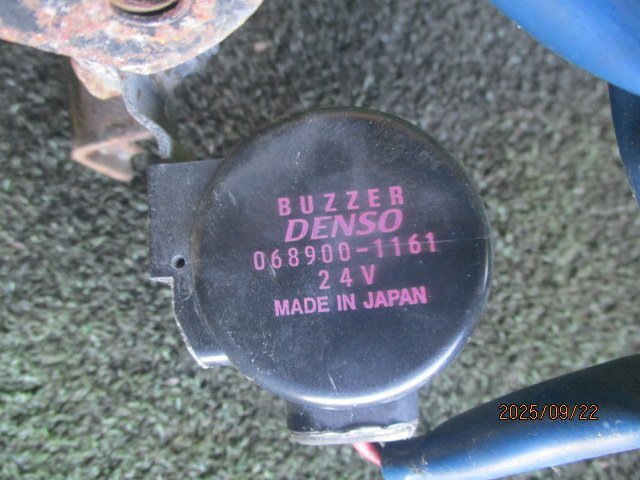 BUZZER
DENSO
068900-1161
24V
MADE IN JAPAN
2025/09/22